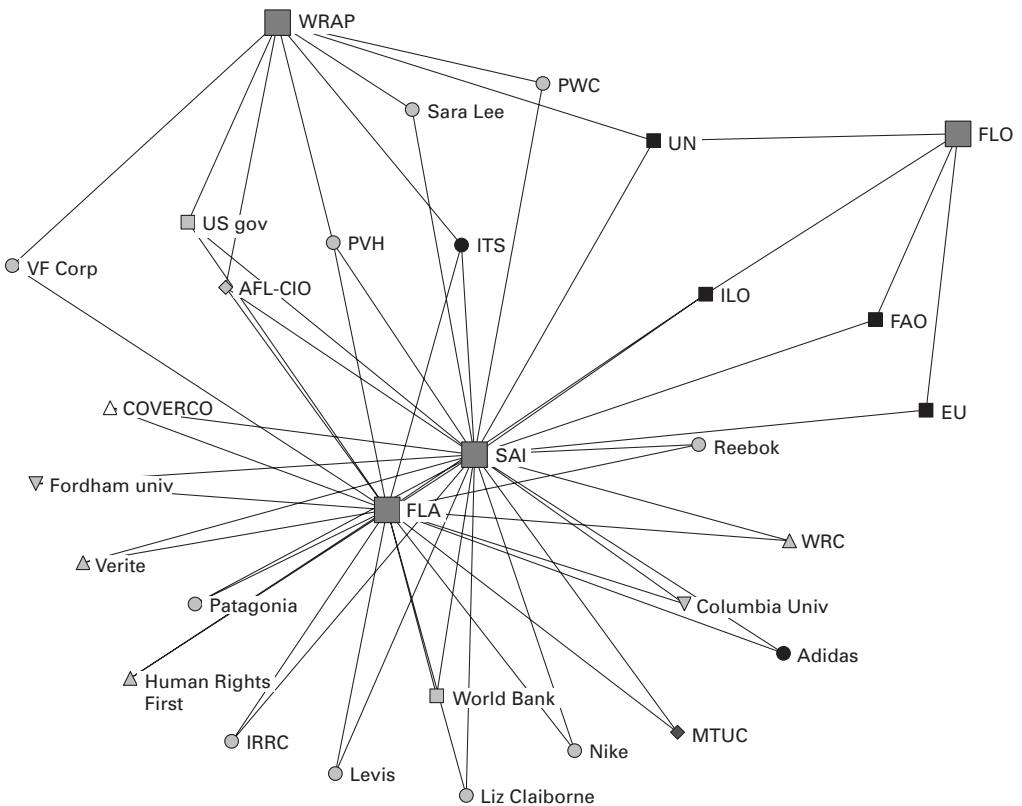 WRAP
PWC
Sara Lee
UN
FLO
US gov
PVH
ITS
VF Corp
AFL-CIO
ILO
FAO
COVERCO
EU
Reebok
SAI
Fordham univ
FLA
WRC
Verite
Patagonia
Columbia Univ
Adidas
Human Rights
First
World Bank
MTUC
IRRC
Nike
Levis
Liz Claiborne